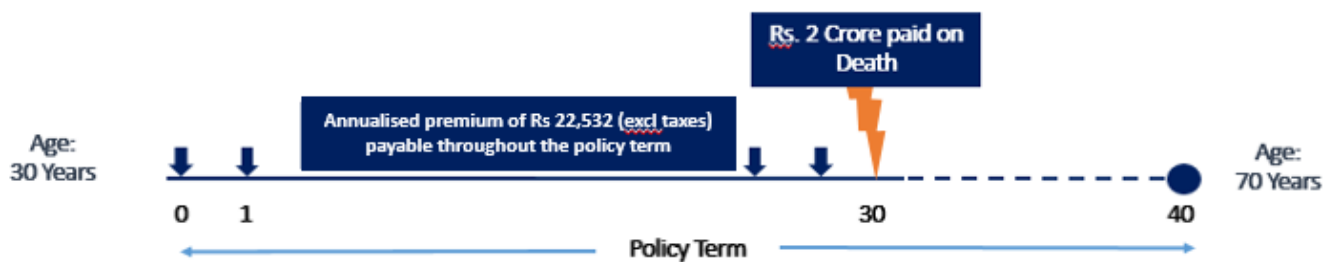 Rs. 2 Crore paid on
Death
Annualised premium of Rs 22,532 (excl taxes)
payable throughout the policy term
Age:
30 Years
Age:
70 Years
0
1
30
40
Policy Term